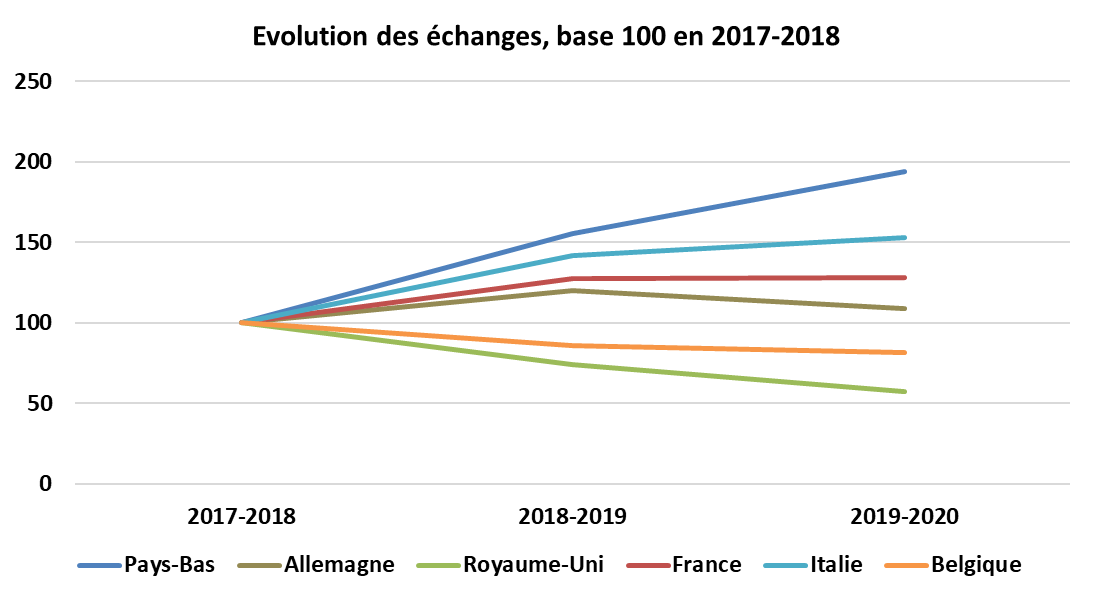 Evolution des échanges, base 100 en 2017-2018
250
200
150
100
50
0
2017-2018 2018-2019 2019-2020
Pays-Bas Allemagne Royaume-Uni France Italie Belgique